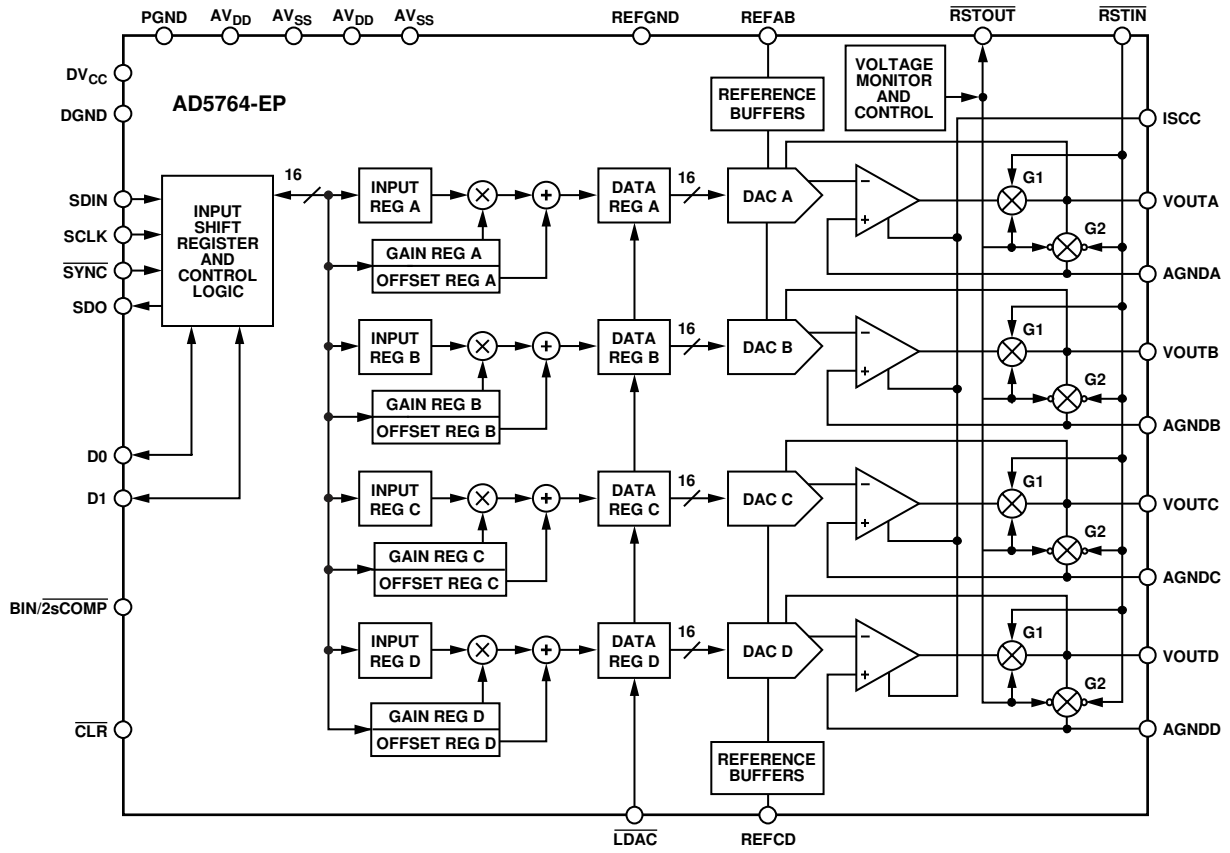 PGND AVDD AVSS AVDD AVSS REFGND REFAB RSTOUT RSTIN
DVCC
DGND
AD5764-EP
REFERENCE
BUFFERS
VOLTAGE
MONITOR
AND
CONTROL
ISCC
SDIN
SCLK
SYNC
SDO
INPUT
SHIFT
REGISTER
AND
CONTROL
LOGIC
16
INPUT
REG A
×
+
DATA
REG A
16
DAC A
−
+
G1
G2
VOUTA
AGNDA
GAIN REG A
OFFSET REG A
INPUT
REG B
×
+
DATA
REG B
16
DAC B
−
+
G1
G2
VOUTB
AGNDB
GAIN REG B
OFFSET REG B
D0
D1
INPUT
REG C
×
+
DATA
REG C
16
DAC C
−
+
G1
G2
VOUTC
AGNDC
GAIN REG C
OFFSET REG C
BIN/2sCOMP
INPUT
REG D
×
+
DATA
REG D
16
DAC D
−
+
G1
G2
VOUTD
AGNDD
GAIN REG D
OFFSET REG D
CLR
REFERENCE
BUFFERS
LDAC REFCD